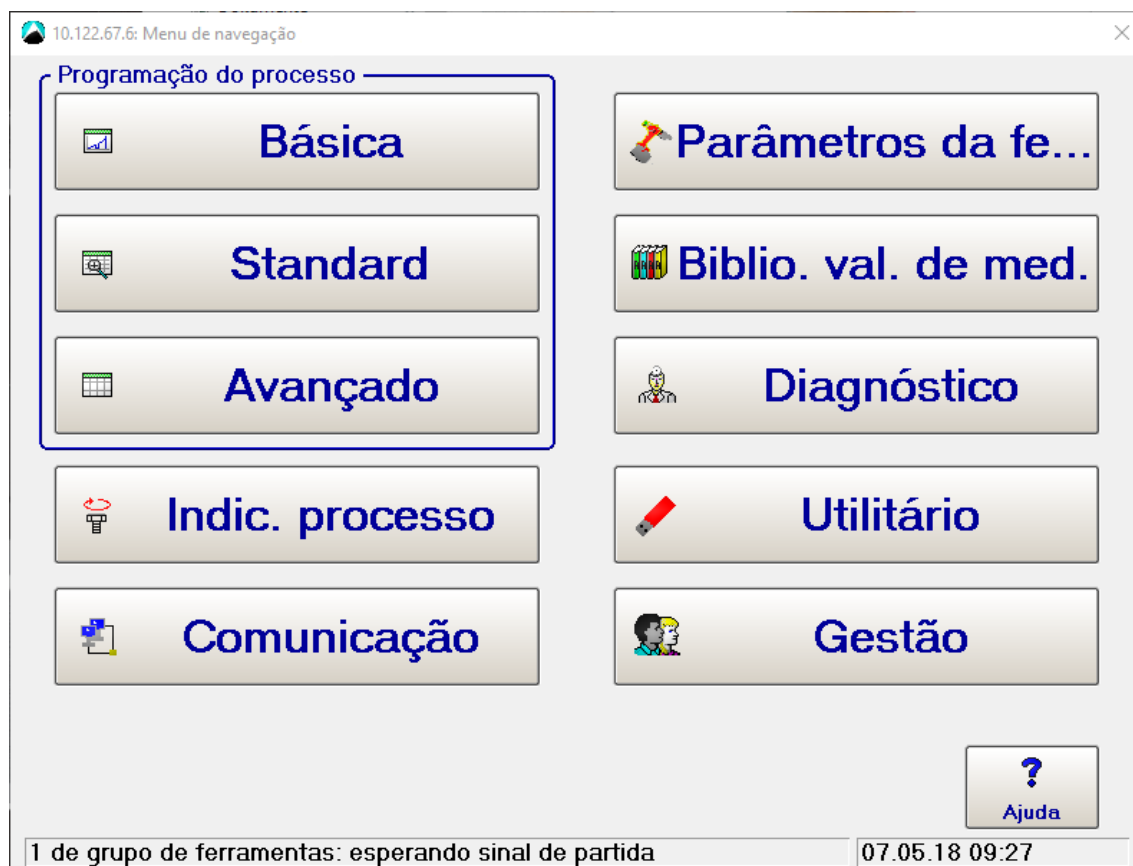 10.122.67.6: Menu de navegação
Programação do processo
Básica
Standard
Avançado
Indic. processo
Comunicação
Parâmetros da fe...
Biblio. val. de med.
Diagnóstico
Utilitário
Gestão
?
Ajuda
1 de grupo de ferramentas: esperando sinal de partida
07.05.18 09:27